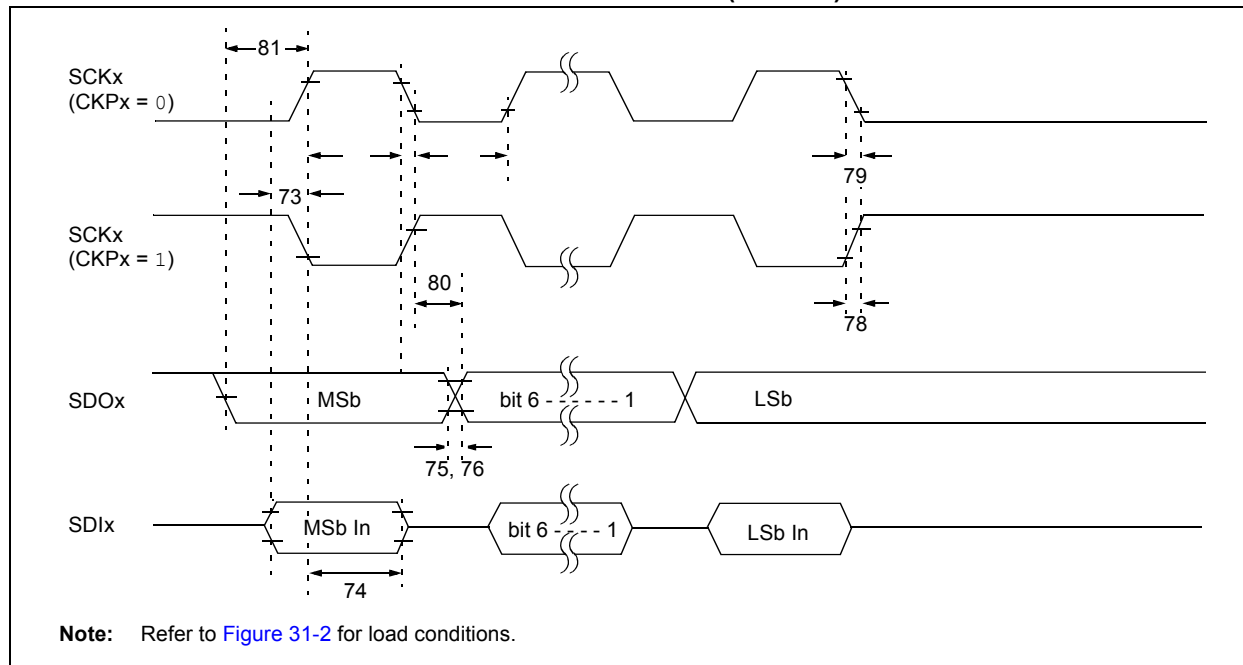 81
SCKx
(CKPx = 0)
79
73
SCKx
(CKPx = 1)
80
78
SDOx
MSb
bit 6 - - - - - - 1
LSb
75, 76
SDIx
MSb In
bit 6 - - - - 1
LSb In
74
Note: Refer to Figure 31-2 for load conditions.